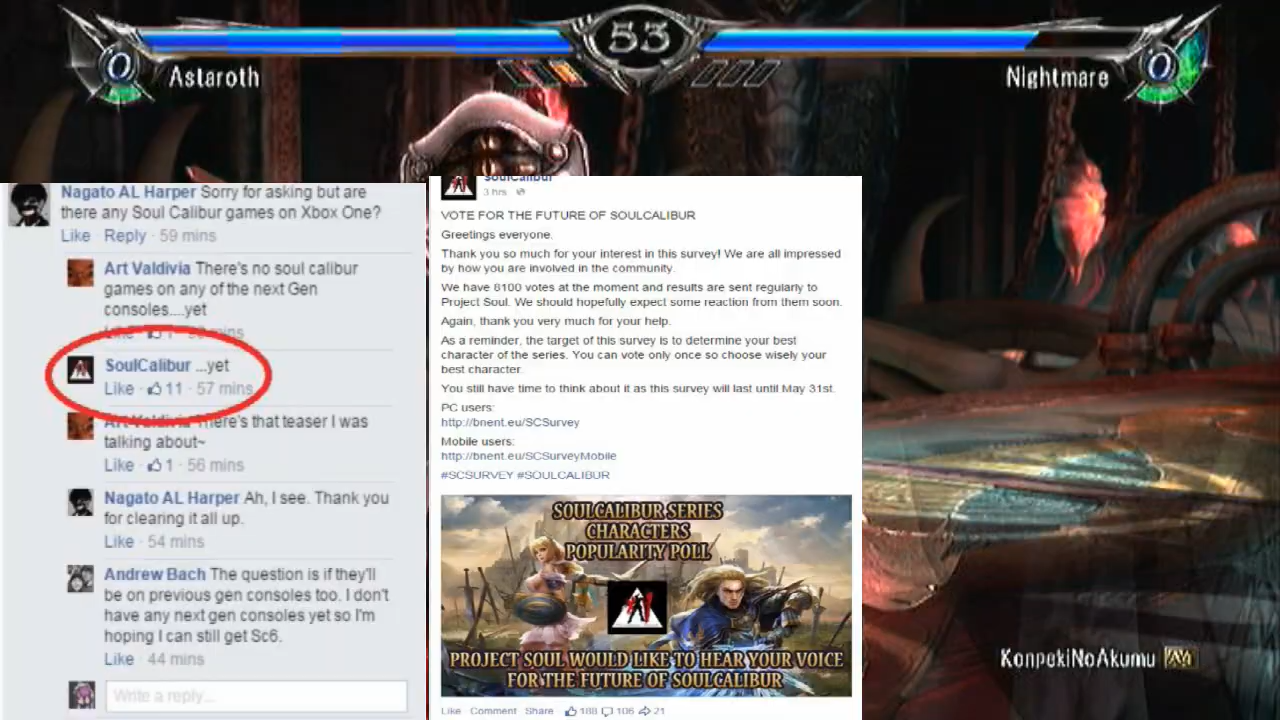 53
Astaroth
Nightmare
Nagato AL Harper Sorry for asking but are
there any Soul Calibur games on Xbox One?
Like Reply · 59 mins
Art Valdivia There's no soul calibur
games on any of the next Gen
consoles....yet
Like · 1 · mins
SoulCalibur ...yet
Like · 11 · 57 mins
Art Valdivia There's that teaser I was
talking about~
Like · 1 · 56 mins
Nagato AL Harper Ah, I see. Thank you
for clearing it all up.
Like · 54 mins
Andrew Bach The question is if they'll
be on previous gen consoles too. I don't
have any next gen consoles yet so I'm
hoping I can still get Sc6.
Like · 44 mins
Write a reply...
SoulCalibur
3 hrs ·
VOTE FOR THE FUTURE OF SOULCALIBUR
Greetings everyone.
Thank you so much for your interest in this survey! We are all impressed
by how you are involved in the community.
We have 8100 votes at the moment and results are sent regularly to
Project Soul. We should hopefully expect some reaction from them soon.
Again, thank you very much for your help.
As a reminder, the target of this survey is to determine your best
character of the series. You can vote only once so choose wisely your
best character.
You still have time to think about it as this survey will last until May 31st.
PC users:
http://bnent.eu/SCSurvey
Mobile users:
http://bnent.eu/SCSurveyMobile
#SCSURVEY #SOULCALIBUR
SOULCALIBUR SERIES
CHARACTERS
POPULARITY POLL
PROJECT SOUL WOULD LIKE TO HEAR YOUR VOICE
FOR THE FUTURE OF SOULCALIBUR
Like Comment Share 188 106 21
KonpekiNoAkumu